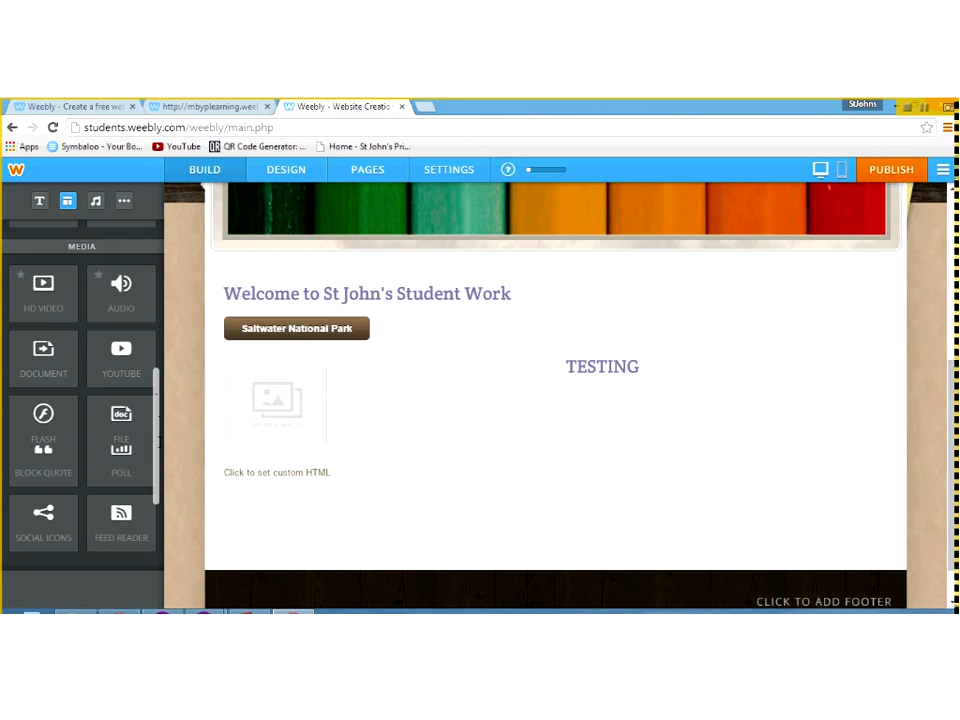 Weebly - Create a free we
http://mbyplearning.wee
Weebly - Website Creatio
StJohns
students.weebly.com/weebly/main.php
Apps
Symbaloo - Your Bo...
YouTube
QR Code Generator: ...
Home - St John's Pri...
BUILD
DESIGN
PAGES
SETTINGS
?
PUBLISH
T
MEDIA
HD VIDEO
AUDIO
DOCUMENT
YOUTUBE
FLASH
doc
FILE
BLOCK QUOTE
POLL
SOCIAL ICONS
FEED READER
Welcome to St John's Student Work
Saltwater National Park
TESTING
Click to set custom HTML
CLICK TO ADD FOOTER